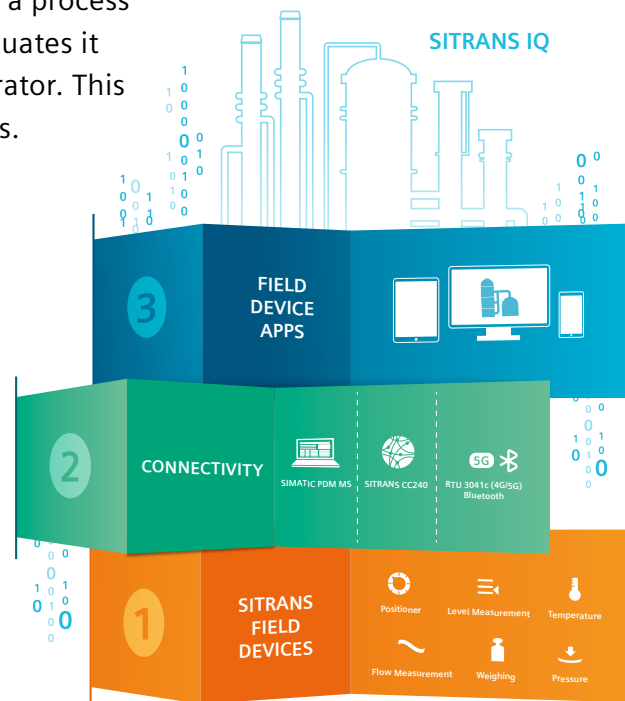 a process
uates it
rator. This
s.
SITRANS IQ
3
FIELD
DEVICE
APPS
2
CONNECTIVITY
SIMATIC PDM MS
SITRANS CC240
5G
RTU 3041c (4G/5G)
Bluetooth
1
SITRANS
FIELD
DEVICES
Positioner
Level Measurement
Temperature
Flow Measurement
Weighing
Pressure